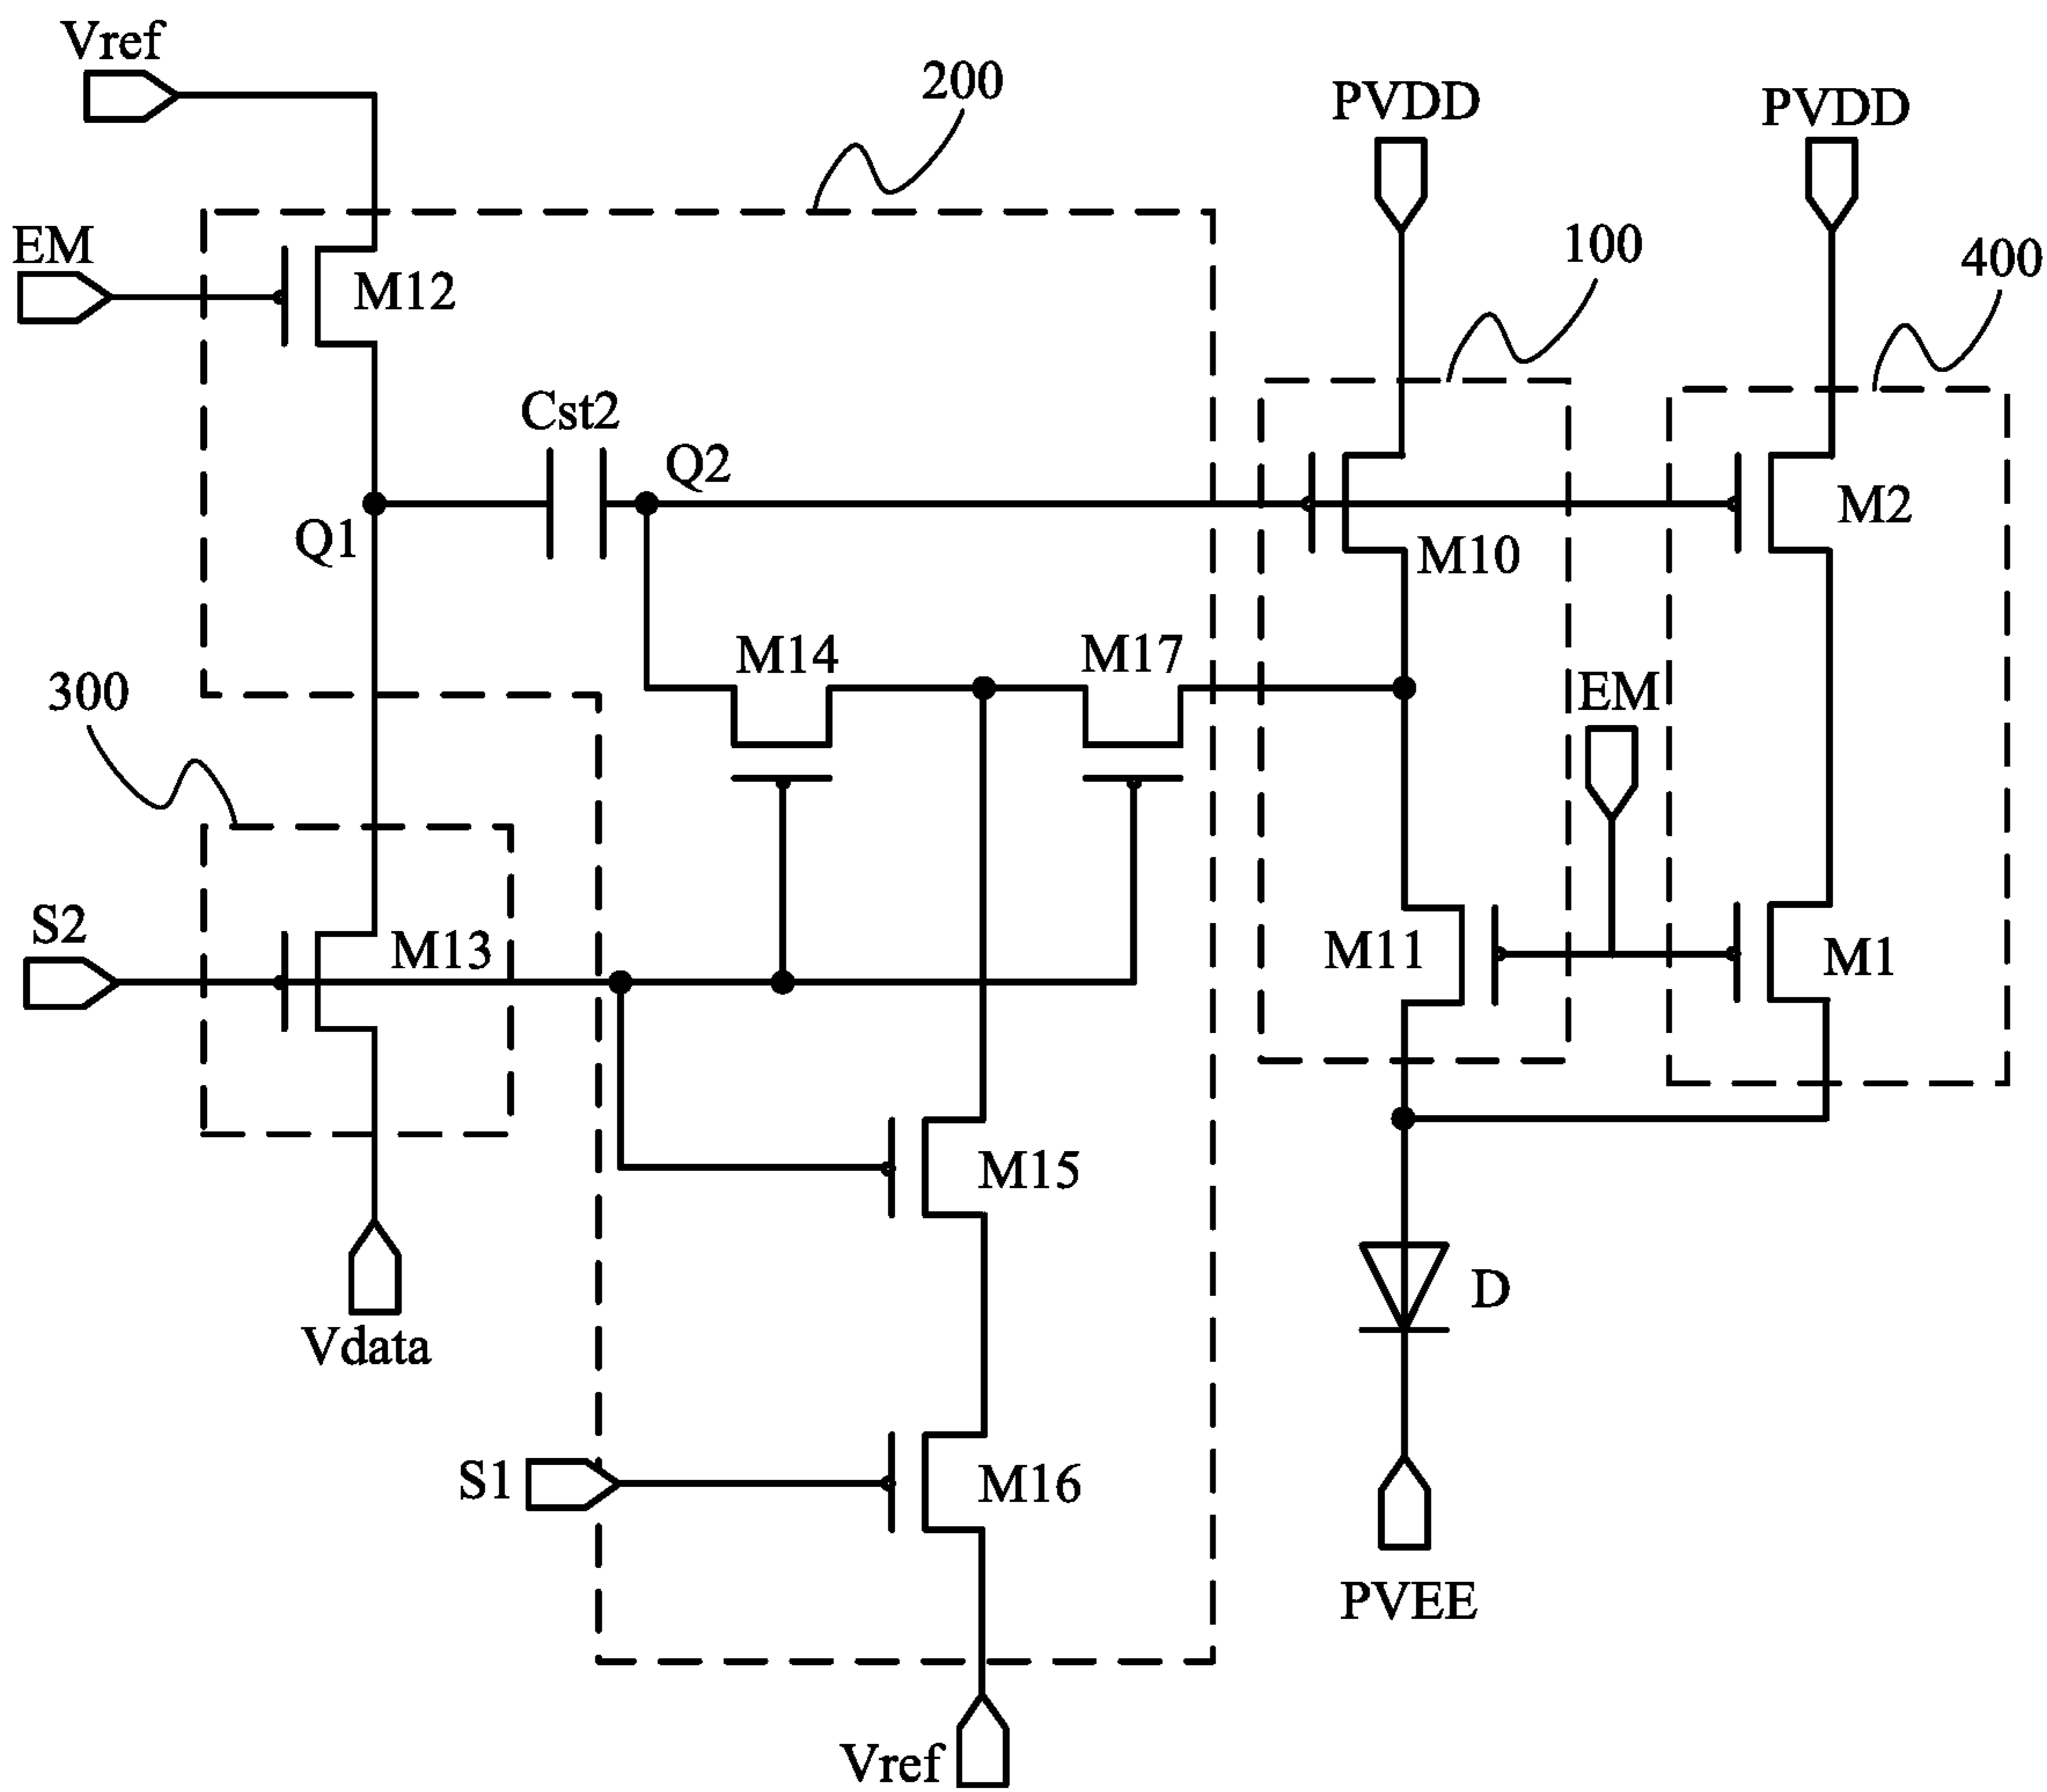 Vref
200
PVDD
PVDD
EM
M12
100
400
Cst2
Q2
Q1
M10
M2
M14
M17
EM
300
S2
M13
M11
M1
M15
Vdata
D
S1
M16
PVEE
Vref